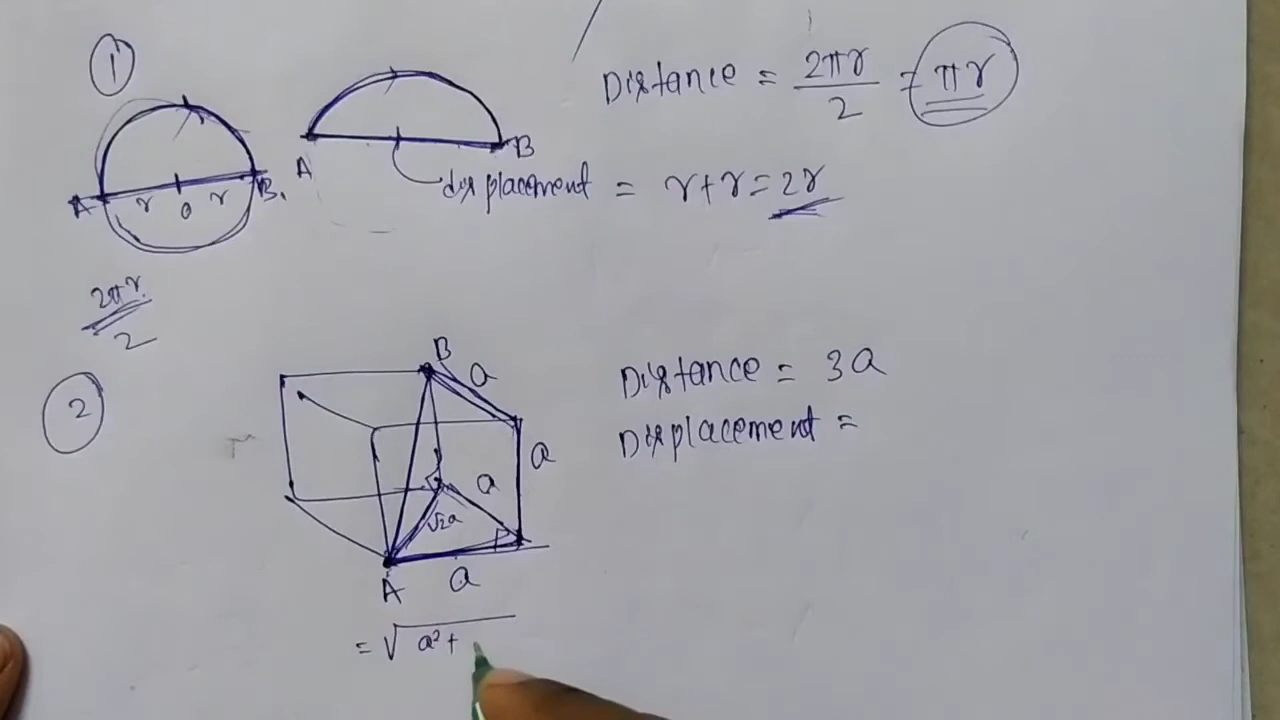 1
Distance = 2πr/2 = πr
A B
displacement = r+r = 2r
A r o r B.
2πr/2
2
B
a
Distance = 3a
Displacement =
a
a
√2a
A a
= √a²+